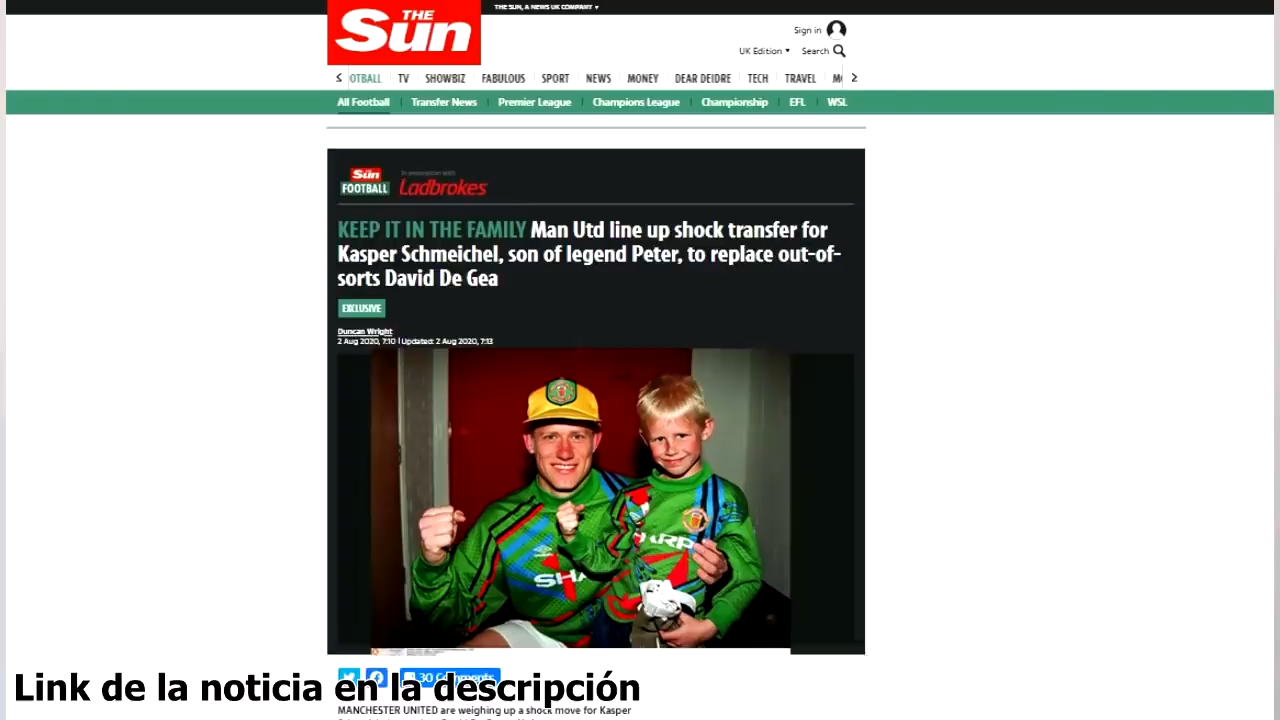 THE SUN, A NEWS UK COMPANY ▾
THE Sun
Sign in
UK Edition ▾ Search
< OTBALL TV SHOWBIZ FABULOUS SPORT NEWS MONEY DEAR DEIDRE TECH TRAVEL >
All Football Transfer News Premier League Champions League Championship EFL WSL
Sun
FOOTBALL
Ladbrokes
KEEP IT IN THE FAMILY Man Utd line up shock transfer for
Kasper Schmeichel, son of legend Peter, to replace out-of-
sorts David De Gea
EXCLUSIVE
Duncan Wright
2 Aug 2020, 7:10 | Updated: 2 Aug 2020, 7:13
SHA
HARP
30 Comments
Link de la noticia en la descripción
MANCHESTER UNITED are weighing up a shock move for Kasper